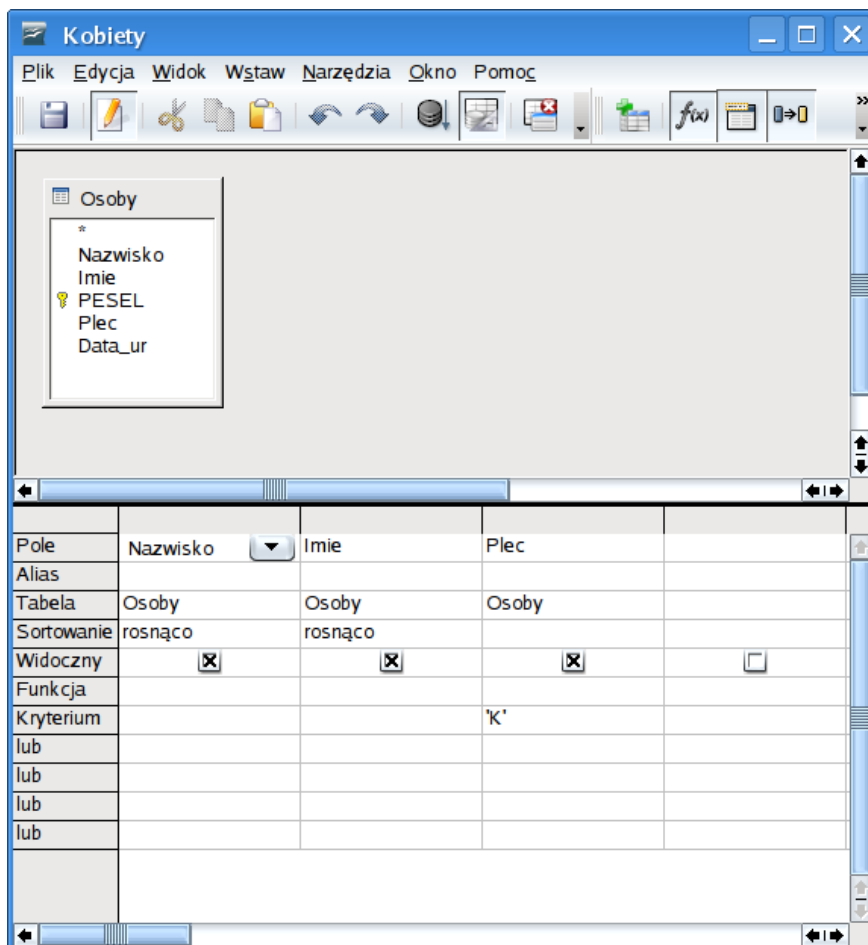 Kobiety
Plik Edycja Widok Wstaw Narzędzia Okno Pomoc
f(x)
Osoby
*
Nazwisko
Imie
PESEL
Plec
Data_ur
Pole Nazwisko Imie Plec
Alias
Tabela Osoby Osoby Osoby
Sortowanie rosnąco rosnąco
Widoczny
Funkcja
Kryterium 'K'
lub
lub
lub
lub